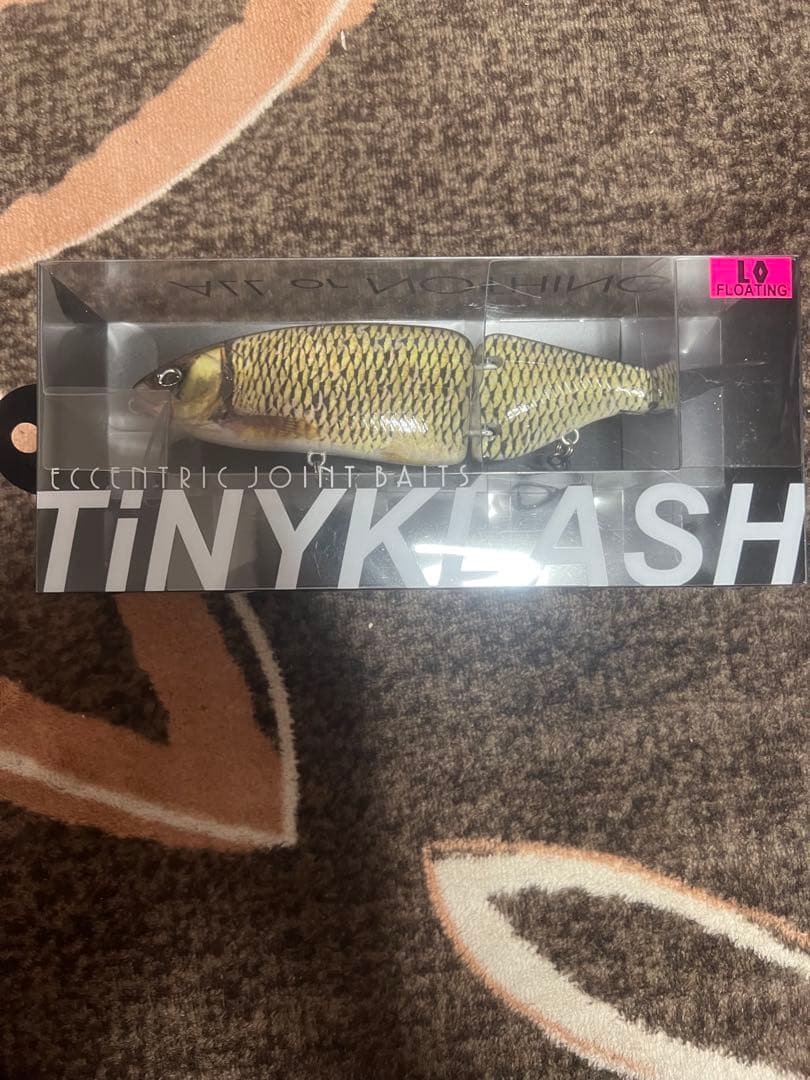 ALL or NOTHING
LO
FLOATING
ECCENTRIC JOINT BAITS
TiNYKLASH